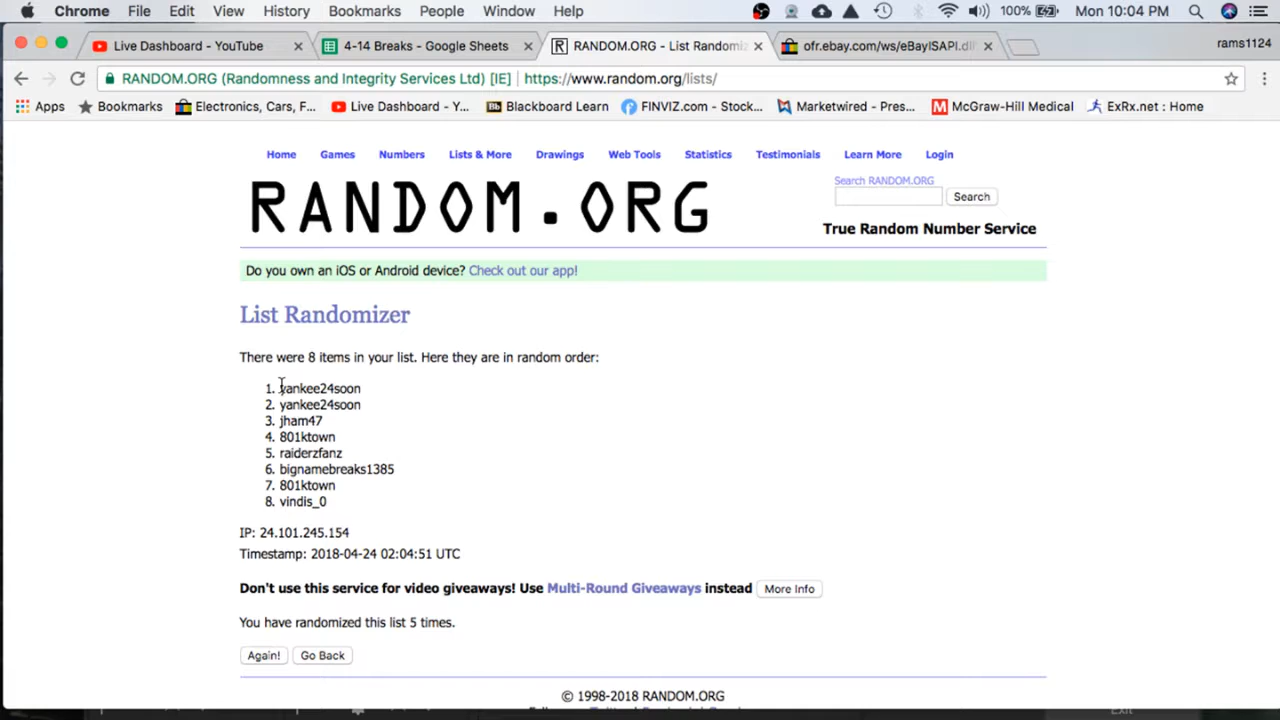 Chrome File Edit View History Bookmarks People Window Help 100% Mon 10:04 PM
Live Dashboard - YouTube × 4-14 Breaks - Google Sheets × RANDOM.ORG - List Randomiz × ofr.ebay.com/ws/eBayISAPI.dll × rams1124
RANDOM.ORG (Randomness and Integrity Services Ltd) [IE] https://www.random.org/lists/
Apps Bookmarks Electronics, Cars, F... Live Dashboard - Y... Bb Blackboard Learn FINVIZ.com - Stock... Marketwired - Pres... M McGraw-Hill Medical ExRx.net : Home
Home Games Numbers Lists & More Drawings Web Tools Statistics Testimonials Learn More Login
Search RANDOM.ORG
Search
RANDOM.ORG
True Random Number Service
Do you own an iOS or Android device? Check out our app!
List Randomizer
There were 8 items in your list. Here they are in random order:
1. yankee24soon
2. yankee24soon
3. jham47
4. 801ktown
5. raiderzfanz
6. bignamebreaks1385
7. 801ktown
8. vindis_0
IP: 24.101.245.154
Timestamp: 2018-04-24 02:04:51 UTC
Don't use this service for video giveaways! Use Multi-Round Giveaways instead More Info
You have randomized this list 5 times.
Again! Go Back
© 1998-2018 RANDOM.ORG